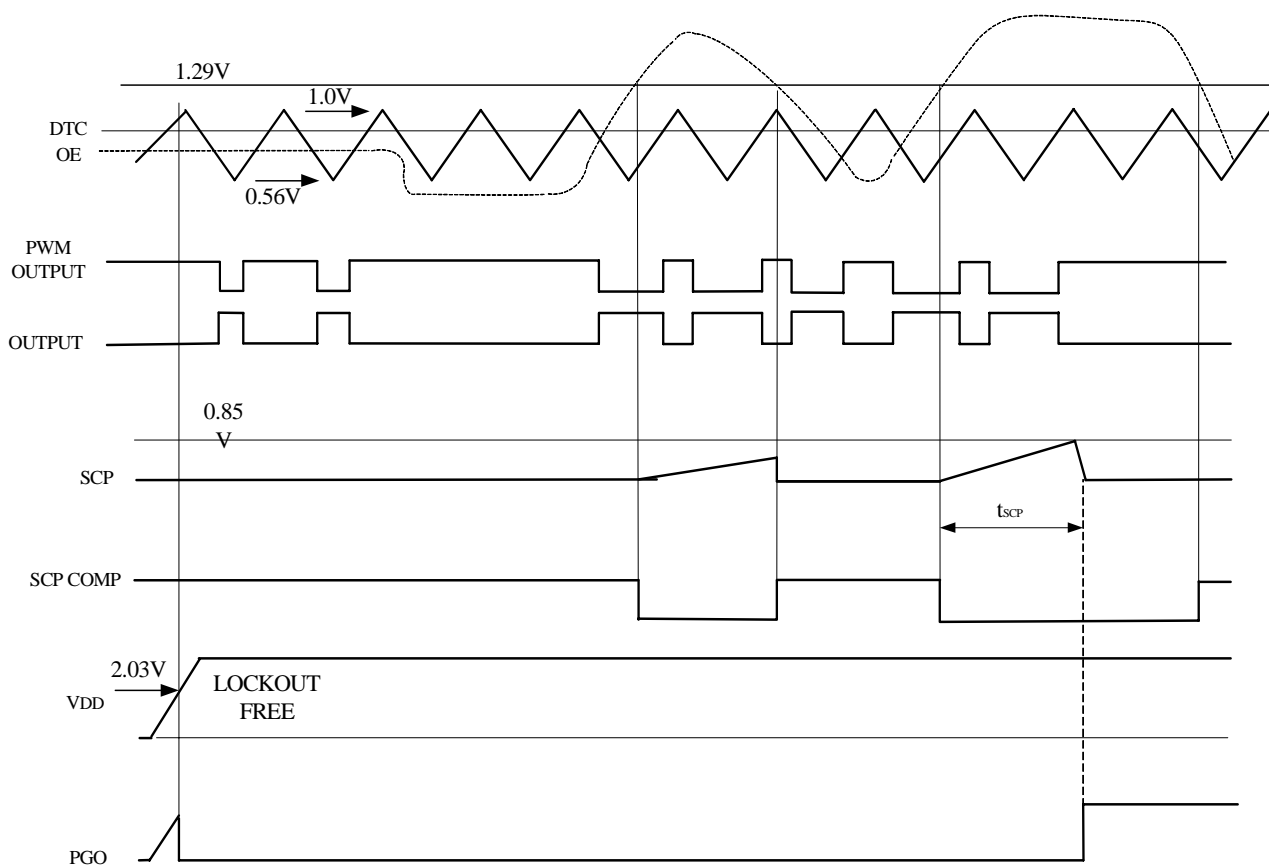 1.29V
1.0V
DTC
OE
0.56V
PWM
OUTPUT
OUTPUT
0.85
V
SCP
tSCP
SCP COMP
2.03V
VDD
LOCKOUT
FREE
PGO